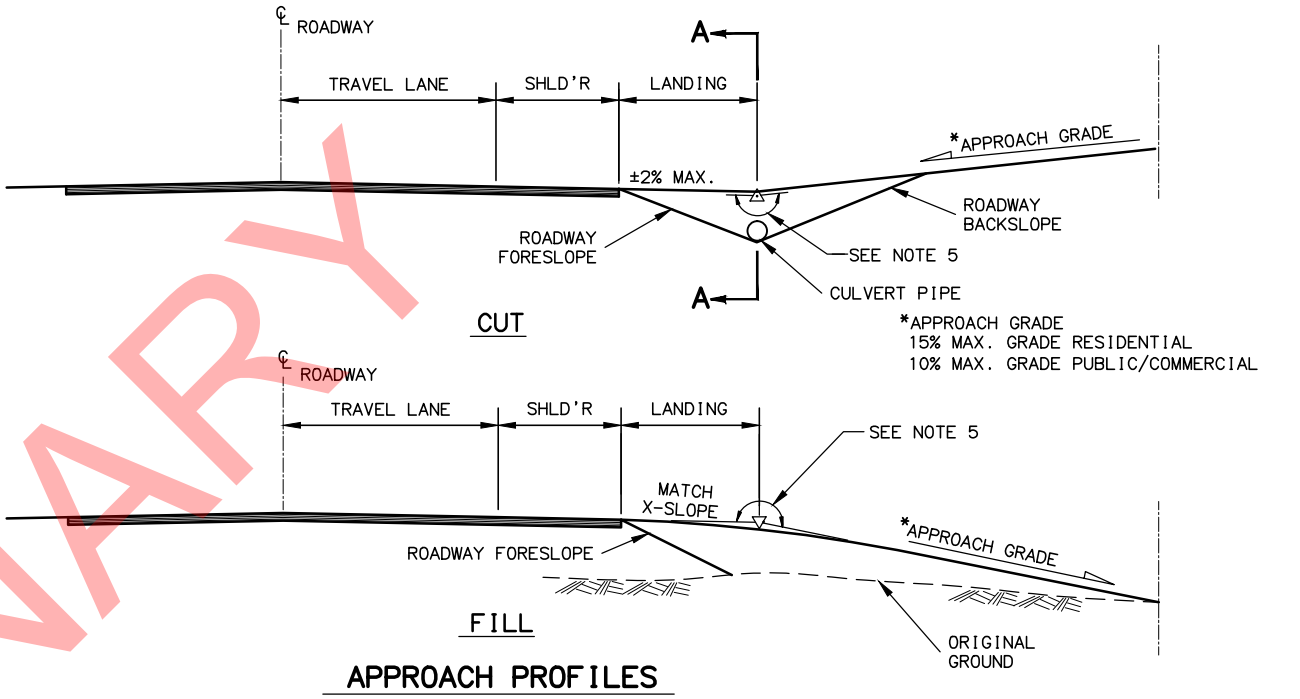 ℄ ROADWAY
A
TRAVEL LANE
SHLD'R
LANDING
*APPROACH GRADE
±2% MAX.
ROADWAY
BACKSLOPE
ROADWAY
FORESLOPE
SEE NOTE 5
A
CULVERT PIPE
CUT
*APPROACH GRADE
15% MAX. GRADE RESIDENTIAL
10% MAX. GRADE PUBLIC/COMMERCIAL
℄ ROADWAY
TRAVEL LANE
SHLD'R
LANDING
SEE NOTE 5
MATCH
X-SLOPE
*APPROACH GRADE
ROADWAY FORESLOPE
FILL
ORIGINAL
GROUND
APPROACH PROFILES
NARY